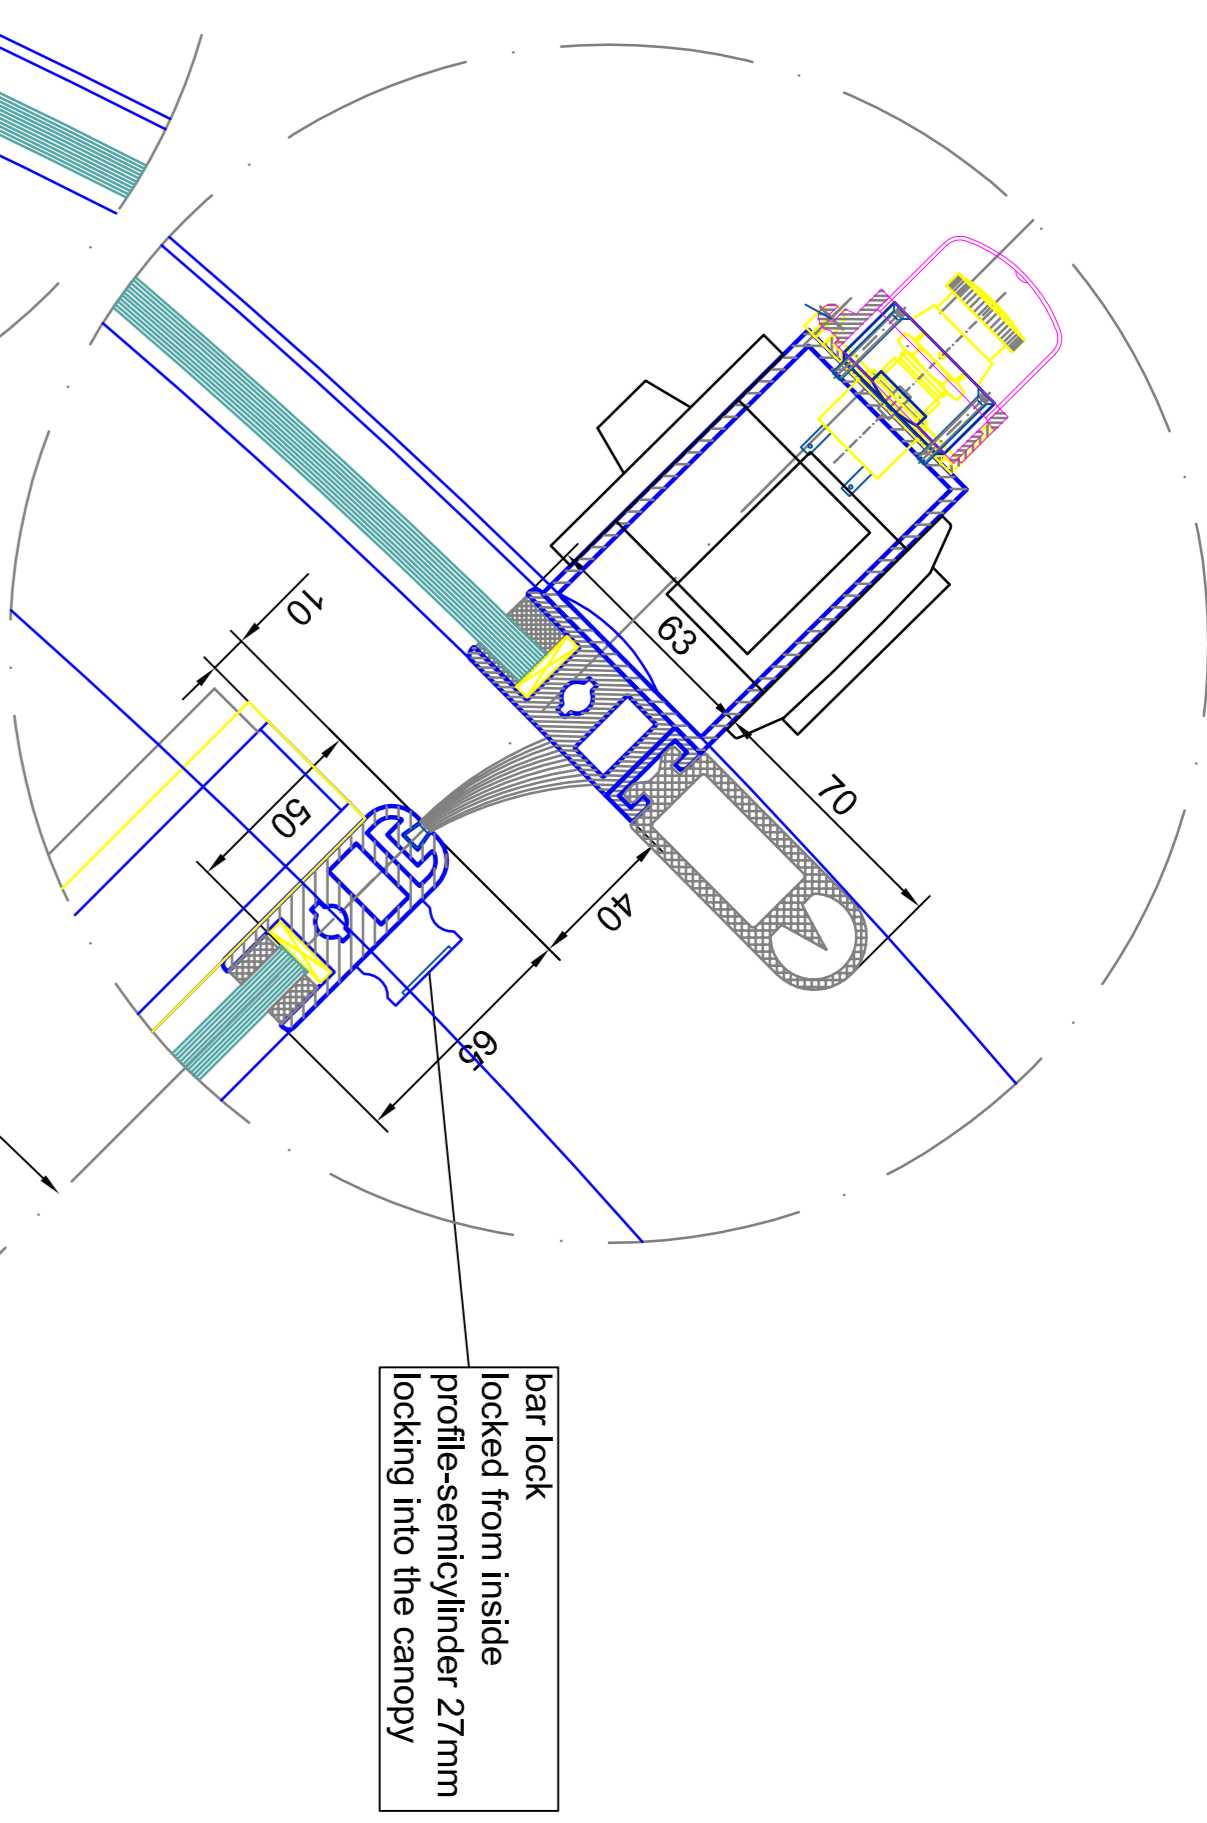 10
63
70
50
40
65
bar lock
locked from inside
profile-semicylinder 27mm
locking into the canopy